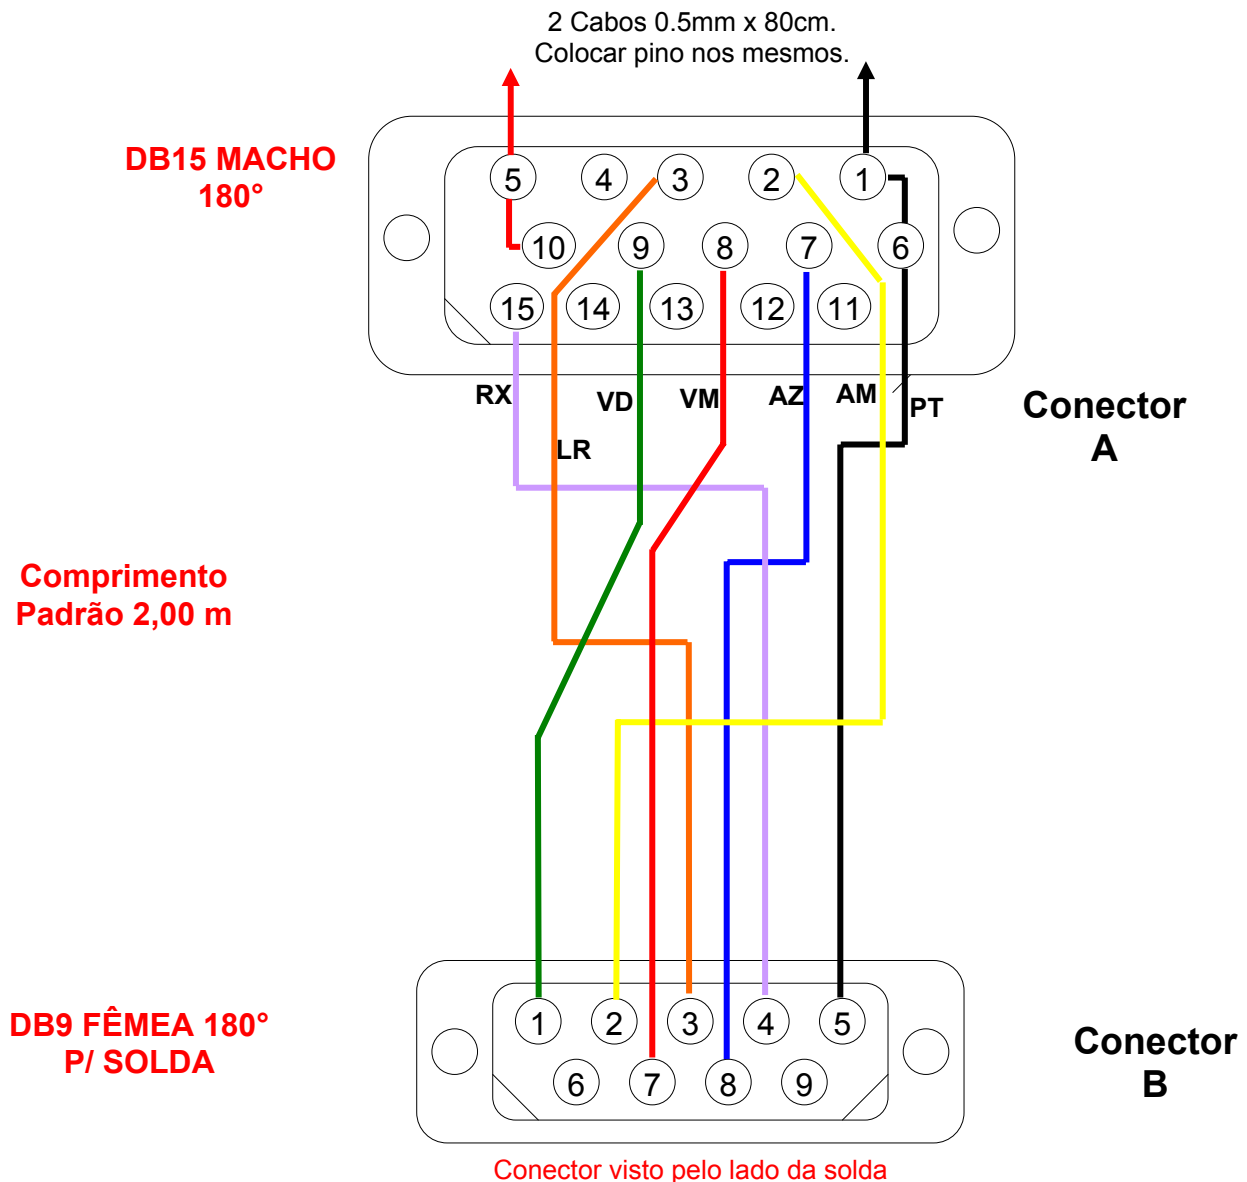 2 Cabos 0.5mm x 80cm.
Colocar pino nos mesmos.
DB15 MACHO
180°
5 4 3 2 1
10 9 8 7 6
15 14 13 12 11
RX VD VM AZ AM PT
LR
Conector
A
Comprimento
Padrão 2,00 m
DB9 FÊMEA 180°
P/ SOLDA
1 2 3 4 5
6 7 8 9
Conector
B
Conector visto pelo lado da solda